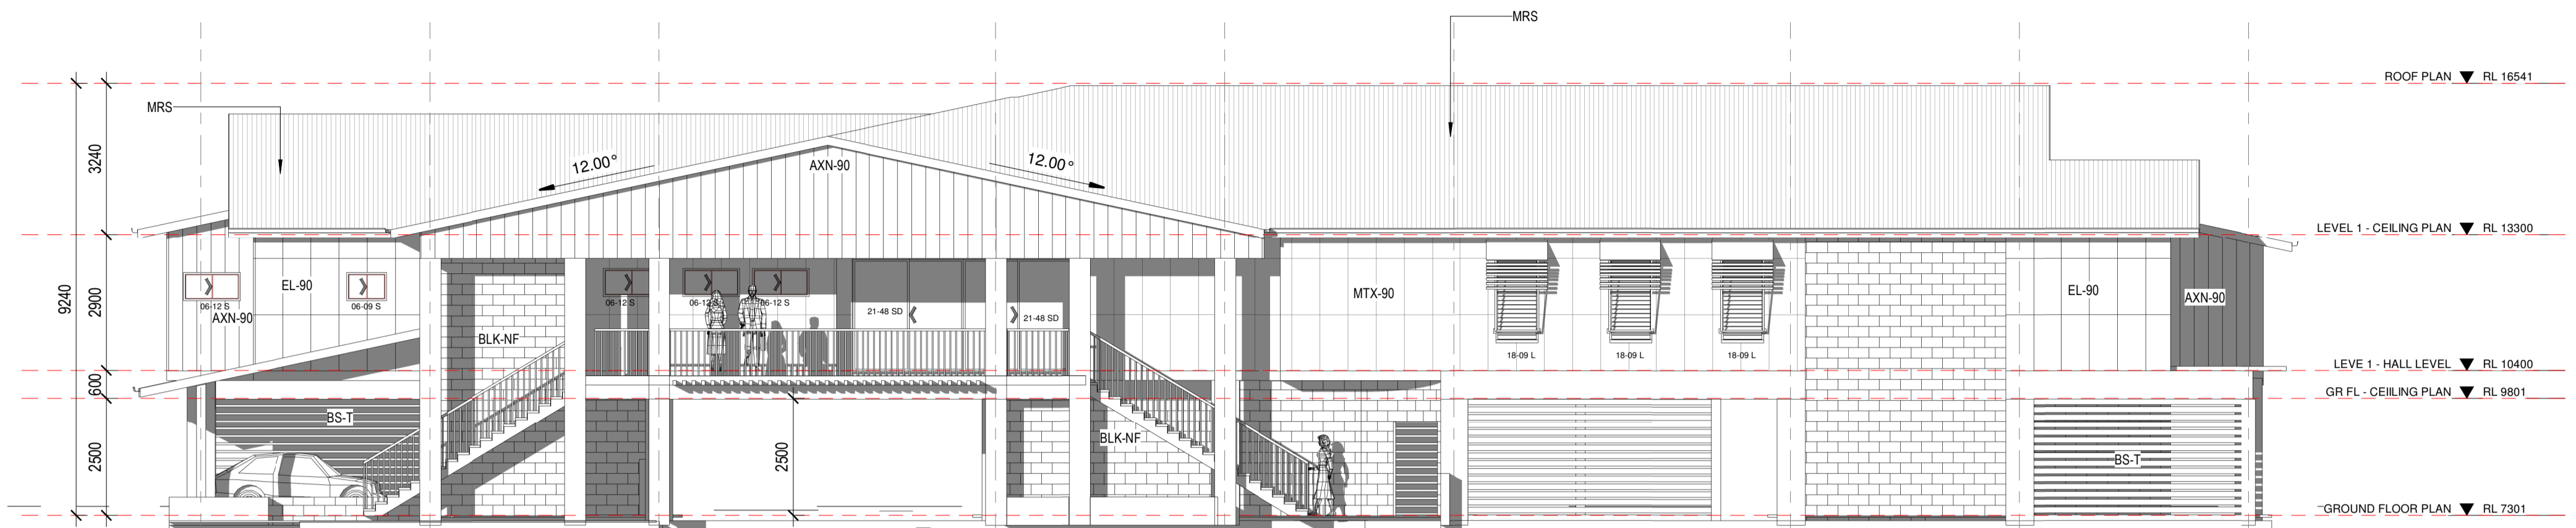 MRS
ROOF PLAN RL 16541
MRS
3240
12.00°
AXN-90
12.00°
LEVEL 1 - CEIILING PLAN RL 13300
9240
2900
EL-90
06-12 S
AXN-90
06-09 S
BLK-NF
06-12 S
06-12 S
06-12 S
21-48 SD
21-48 SD
MTX-90
18-09 L
18-09 L
18-09 L
EL-90
AXN-90
LEVE 1 - HALL LEVEL RL 10400
600
GR FL - CEIILING PLAN RL 9801
BS-T
2500
2500
BLK-NF
BS-T
GROUND FLOOR PLAN RL 7301